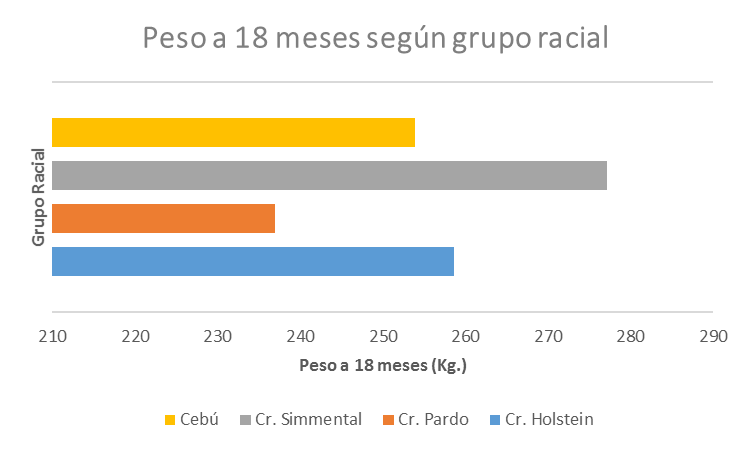 Peso a 18 meses según grupo racial
Grupo Racial
210 220 230 240 250 260 270 280 290
Peso a 18 meses (Kg.)
Cebú Cr. Simmental Cr. Pardo Cr. Holstein